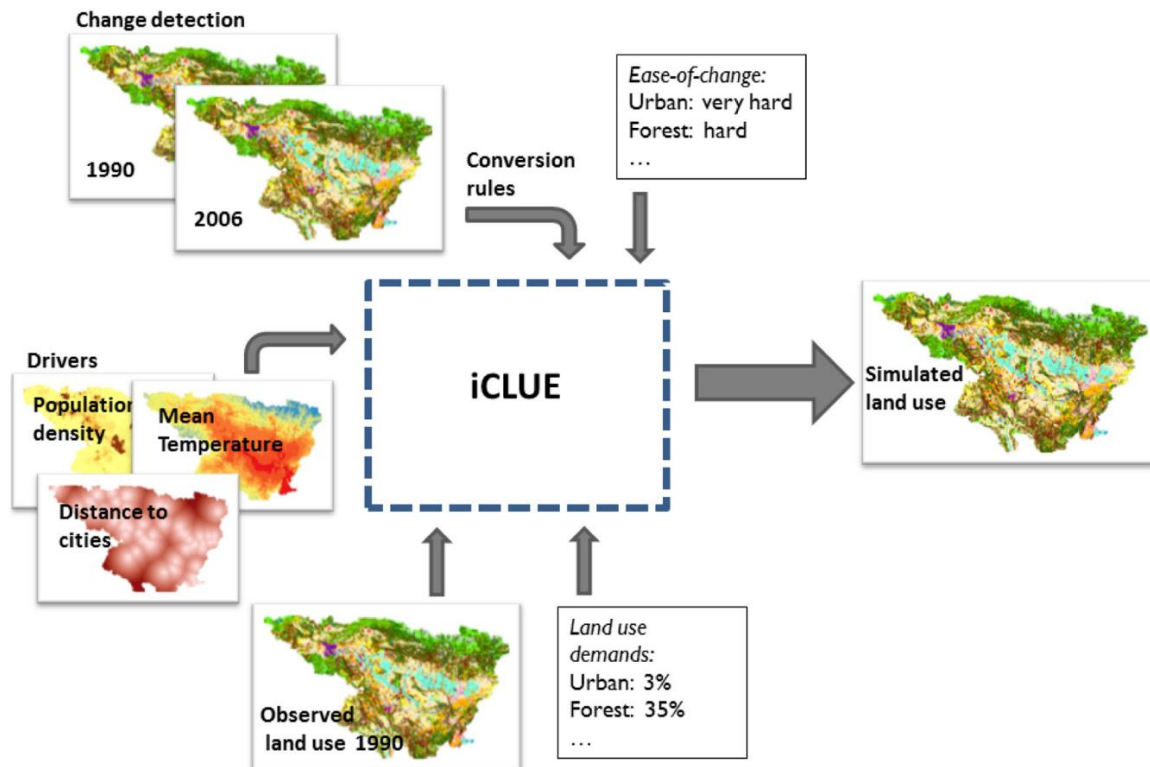 Change detection
1990
2006
Conversion
rules
Ease-of-change:
Urban: very hard
Forest: hard
...
Drivers
Population
density
Mean
Temperature
Distance to
cities
iCLUE
Simulated
land use
Observed
land use 1990
Land use
demands:
Urban: 3%
Forest: 35%
...